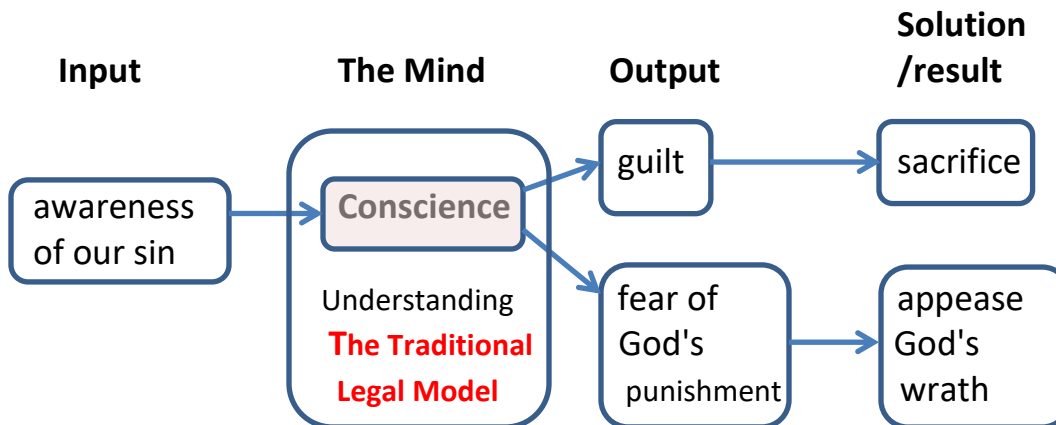 Input
The Mind
Output
Solution
/result
awareness
of our sin
Conscience
Understanding
The Traditional
Legal Model
guilt
sacrifice
fear of
God's
punishment
appease
God's
wrath